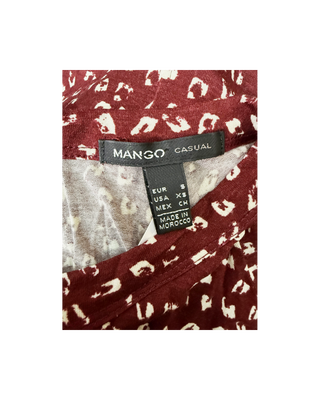 MANGO CASUAL
EUR S
USA XS
MEX CH
MADE IN
MOROCCO